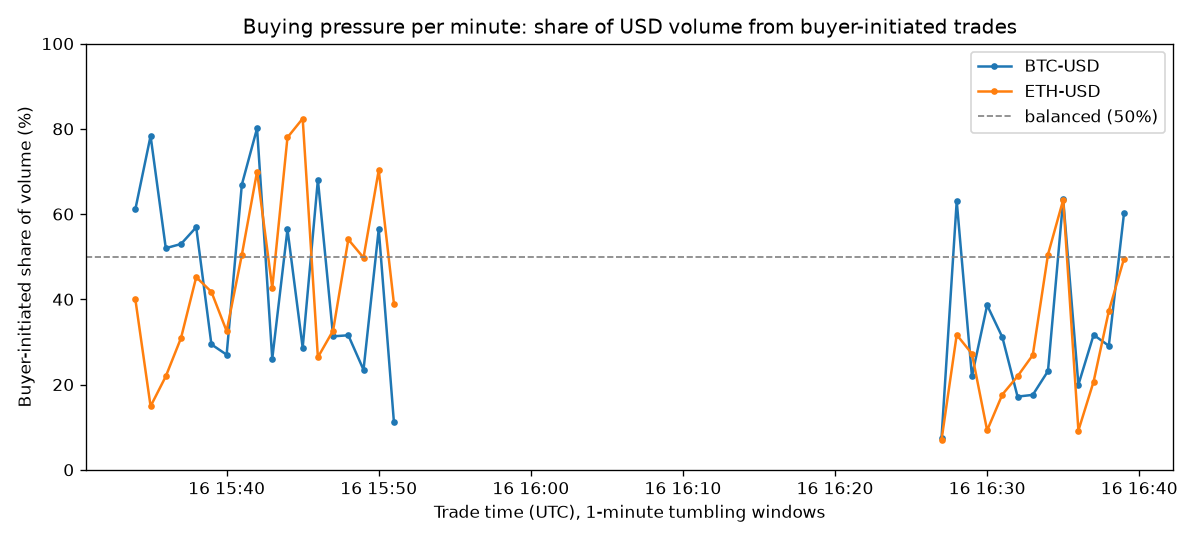 Buying pressure per minute: share of USD volume from buyer-initiated trades
Buyer-initiated share of volume (%)
100
80
60
40
20
0
BTC-USD
ETH-USD
balanced (50%)
16 15:40 16 15:50 16 16:00 16 16:10 16 16:20 16 16:30 16 16:40
Trade time (UTC), 1-minute tumbling windows